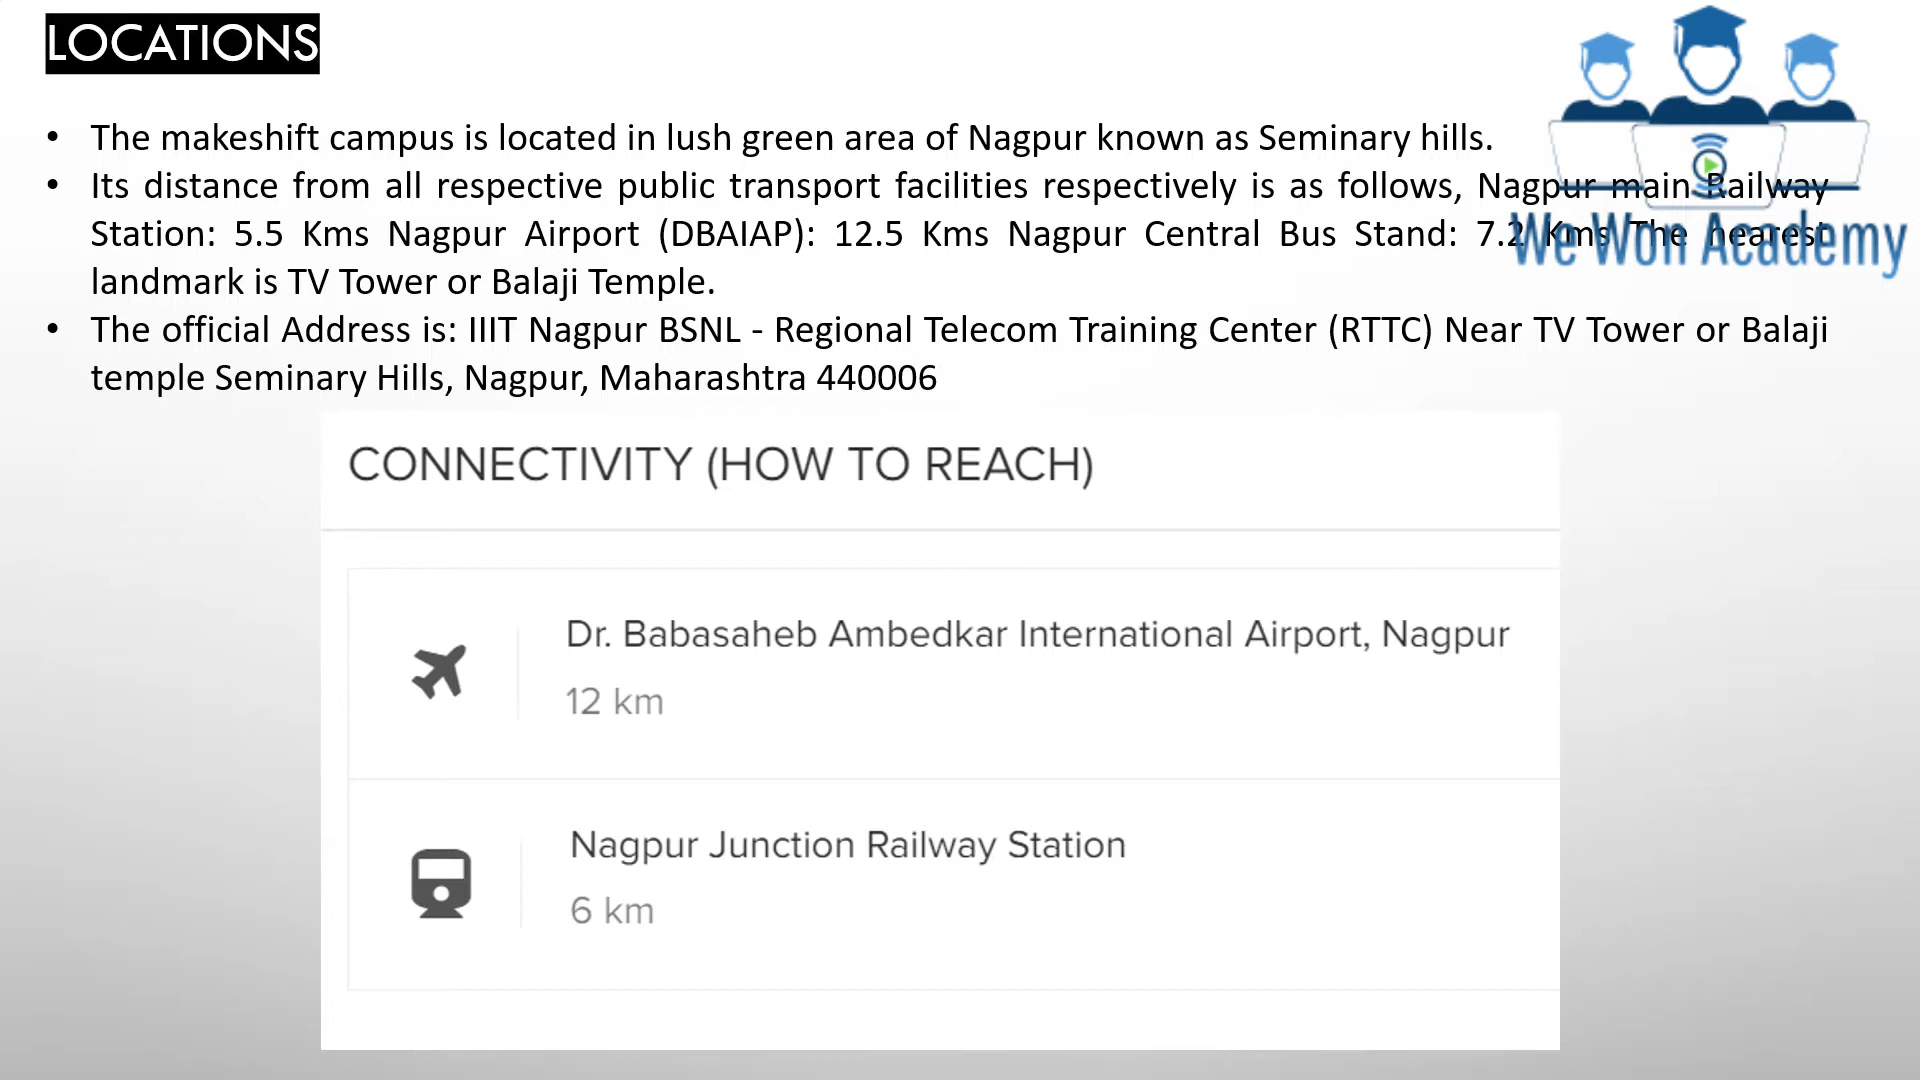 LOCATIONS
• The makeshift campus is located in lush green area of Nagpur known as Seminary hills.
• Its distance from all respective public transport facilities respectively is as follows, Nagpur main Railway
Station: 5.5 Kms Nagpur Airport (DBAIAP): 12.5 Kms Nagpur Central Bus Stand: 7.2 Kms The nearest
landmark is TV Tower or Balaji Temple.
• The official Address is: IIIT Nagpur BSNL - Regional Telecom Training Center (RTTC) Near TV Tower or Balaji
temple Seminary Hills, Nagpur, Maharashtra 440006
We Won Academy
CONNECTIVITY (HOW TO REACH)
Dr. Babasaheb Ambedkar International Airport, Nagpur
12 km
Nagpur Junction Railway Station
6 km